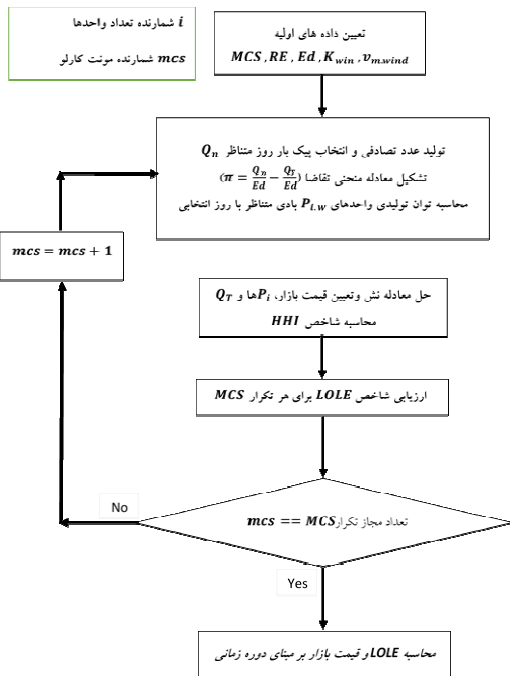 i شمارنده تعداد واحدها
mcs شمارنده مونت کارلو
تعیین داده های اولیه
MCS, RE, Ed, K_win, v_m.wind
تولید عدد تصادفی و انتخاب پیک بار روز متناظر Q_n
تشکیل معادله منحنی تقاضا (π = Q_n/Ed − Q_T/Ed)
محاسبه توان تولیدی واحدهای P_i.w بادی متناظر با روز انتخابی
mcs = mcs + 1
حل معادله نش وتعیین قیمت بازار، P_iها و Q_T
محاسبه شاخص HHI
ارزیابی شاخص LOLE برای هر تکرار MCS
No
تعداد مجاز تکرار mcs == MCS
Yes
محاسبه LOLE و قیمت بازار بر مبنای دوره زمانی